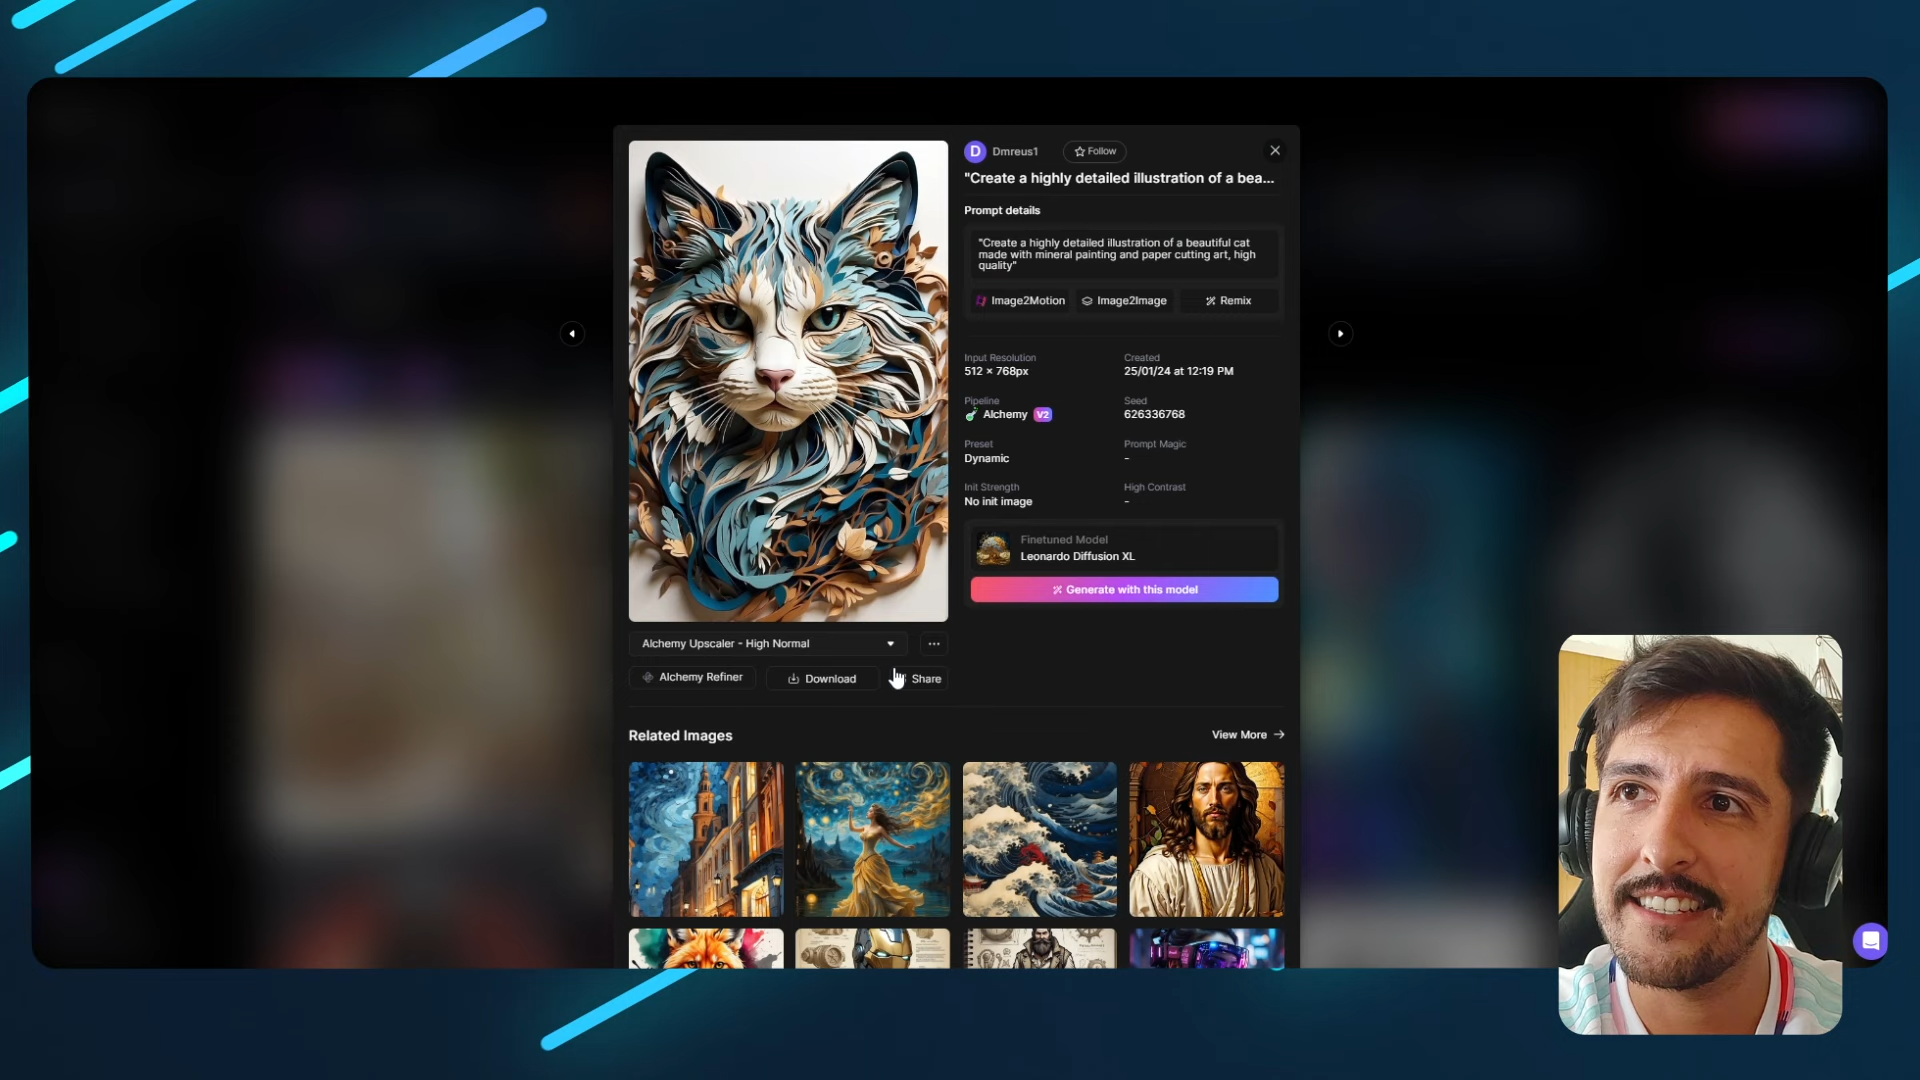 D Dmreus1 Follow
"Create a highly detailed illustration of a bea...
Prompt details
"Create a highly detailed illustration of a beautiful cat
made with mineral painting and paper cutting art, high
quality"
Image2Motion Image2Image Remix
Input Resolution Created
512 × 768px 25/01/24 at 12:19 PM
Pipeline Seed
Alchemy V2 626336768
Preset Prompt Magic
Dynamic -
Init Strength High Contrast
No init image -
Finetuned Model
Leonardo Diffusion XL
Generate with this model
Alchemy Upscaler - High Normal
Alchemy Refiner Download Share
Related Images View More